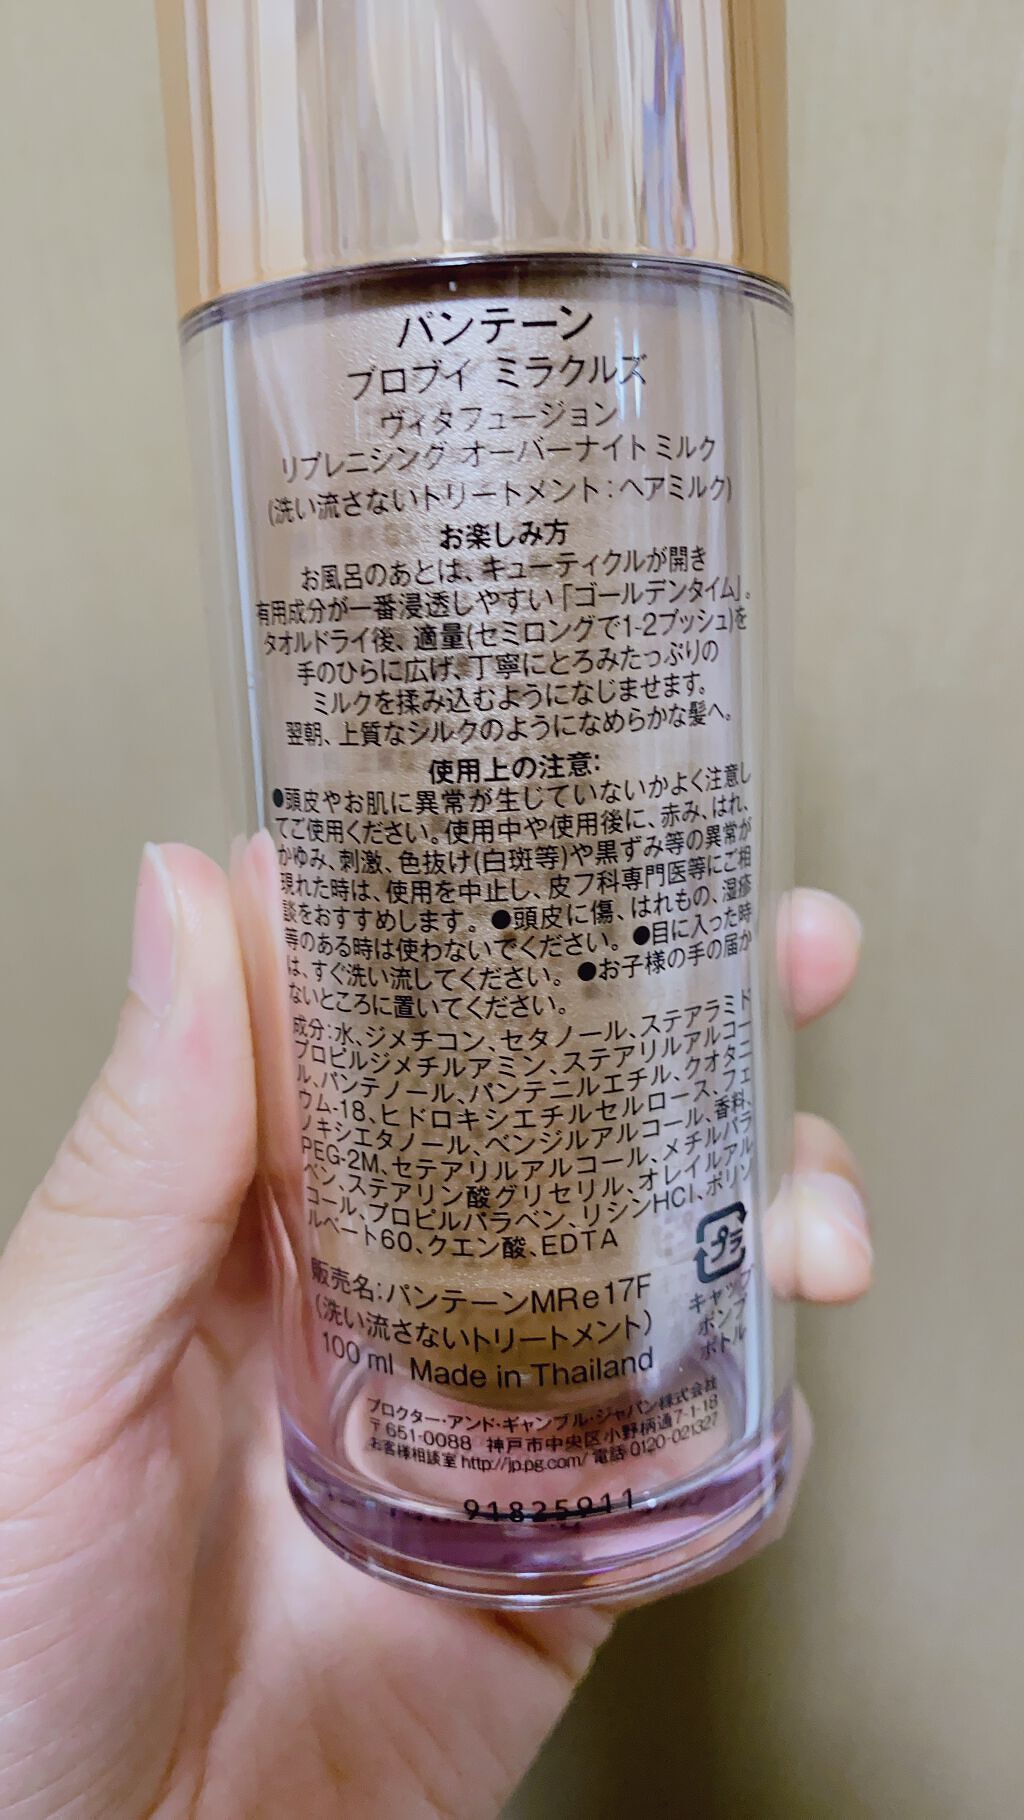 パンテーン
プロブイ ミラクルズ
ヴィタフュージョン
リプレニシング オーバーナイトミルク
(洗い流さないトリートメント:ヘアミルク)
お楽しみ方
お風呂のあとは、キューティクルが開き
有用成分が一番浸透しやすい「ゴールデンタイム」。
タオルドライ後、適量(セミロングで1-2プッシュ)を
手のひらに広げ、丁寧にとろみたっぷりの
ミルクを揉み込むようになじませます。
翌朝、上質なシルクのようになめらかな髪へ。
使用上の注意:
●頭皮やお肌に異常が生じていないかよく注意し
てご使用ください。使用中や使用後に、赤み、はれ、
かゆみ、刺激、色抜け(白斑等)や黒ずみ等の異常が
現れた時は、使用を中止し、皮フ科専門医等にご相
談をおすすめします。●頭皮に傷、はれもの、湿疹
等のある時は使わないでください。●目に入った時
は、すぐ洗い流してください。●お子様の手の届か
ないところに置いてください。
成分:水、ジメチコン、セタノール、ステアラミド
プロピルジメチルアミン、ステアリルアルコー
ル、パンテノール、パンテニルエチル、クオタニ
ウム-18、ヒドロキシエチルセルロース、フェ
ノキシエタノール、ベンジルアルコール、香料、
PEG-2M、セテアリルアルコール、メチルパラ
ベン、ステアリン酸グリセリル、オレイルアル
コール、プロピルパラベン、リシンHCl、ポリソ
ルベート60、クエン酸、EDTA
プラ
キャップ
ポンプ
ボトル
販売名:パンテーンMRe17F
(洗い流さないトリートメント)
100 ml Made in Thailand
プロクター・アンド・ギャンブル・ジャパン株式会社
〒651-0088 神戸市中央区小野柄通7-1-18
お客様相談室 http://jp.pg.com/ 電話 0120-021327
91825911